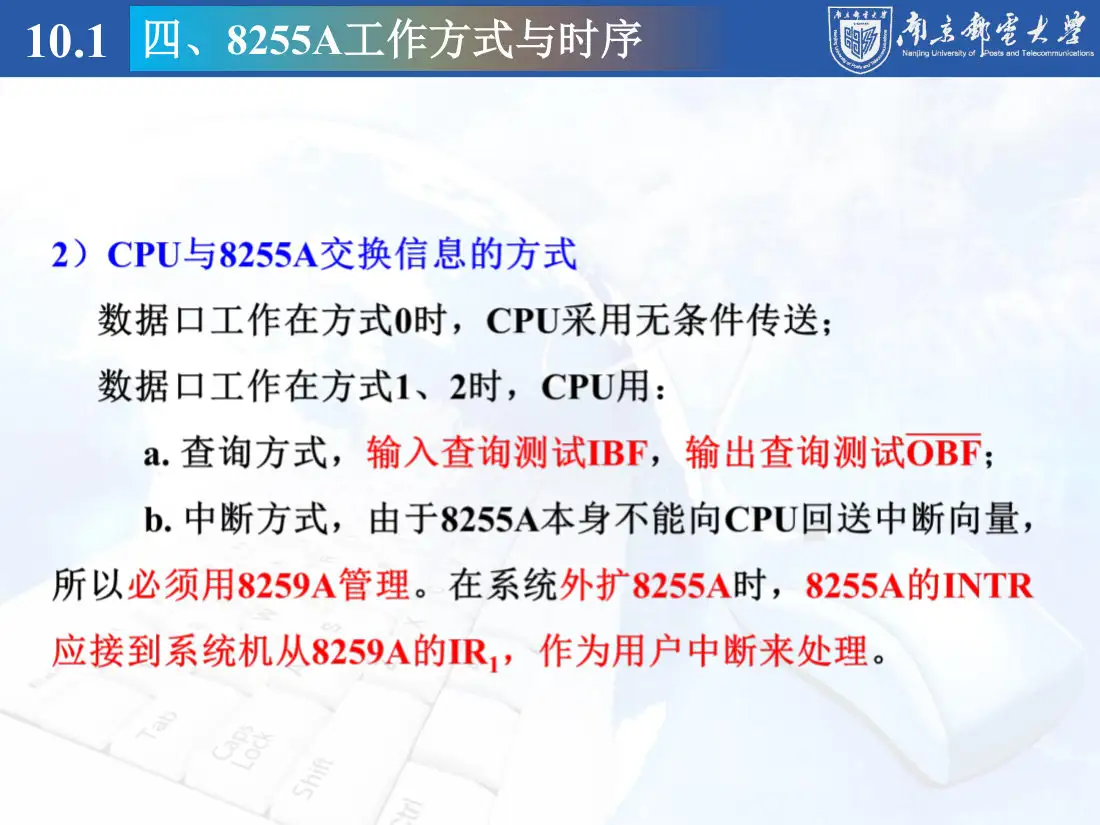 10.1 四、8255A工作方式与时序
南京邮电大学
Nanjing University of Posts and Telecommunications
2）CPU与8255A交换信息的方式
数据口工作在方式0时，CPU采用无条件传送；
数据口工作在方式1、2时，CPU用：
a. 查询方式，输入查询测试IBF，输出查询测试O̅B̅F̅；
b. 中断方式，由于8255A本身不能向CPU回送中断向量，
所以必须用8259A管理。在系统外扩8255A时，8255A的INTR
应接到系统机从8259A的IR₁，作为用户中断来处理。
Tab
Caps
Lock
Shift